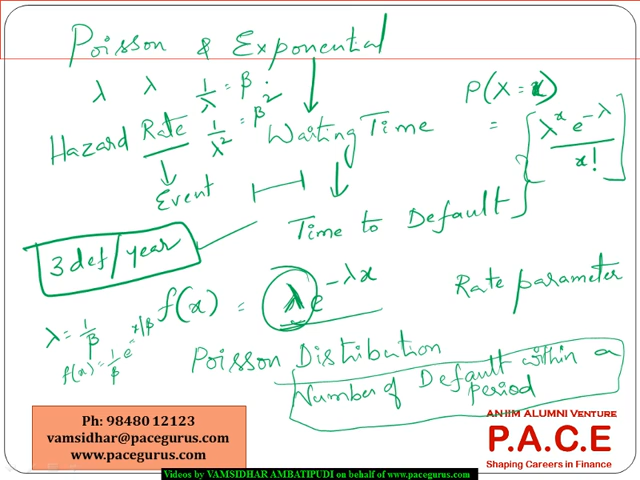 Poisson & Exponential
λ λ 1/λ = β
P(X = x)
Hazard Rate 1/λ² = β²
Waiting Time
= [λ^x e^-λ / x!]
Event
Time to Default
3 def/year
f(x) = λe^-λx
Rate parameter
λ = 1/β
f(x) = 1/β e^-x/β
Poisson Distribution
Number of Default within a
period
Ph: 98480 12123
vamsidhar@pacegurus.com
www.pacegurus.com
AN IIM ALUMNI VENTURE
P.A.C.E
Shaping Careers in Finance
Videos by VAMSIDHAR AMBATIPUDI on behalf of www.pacegurus.com